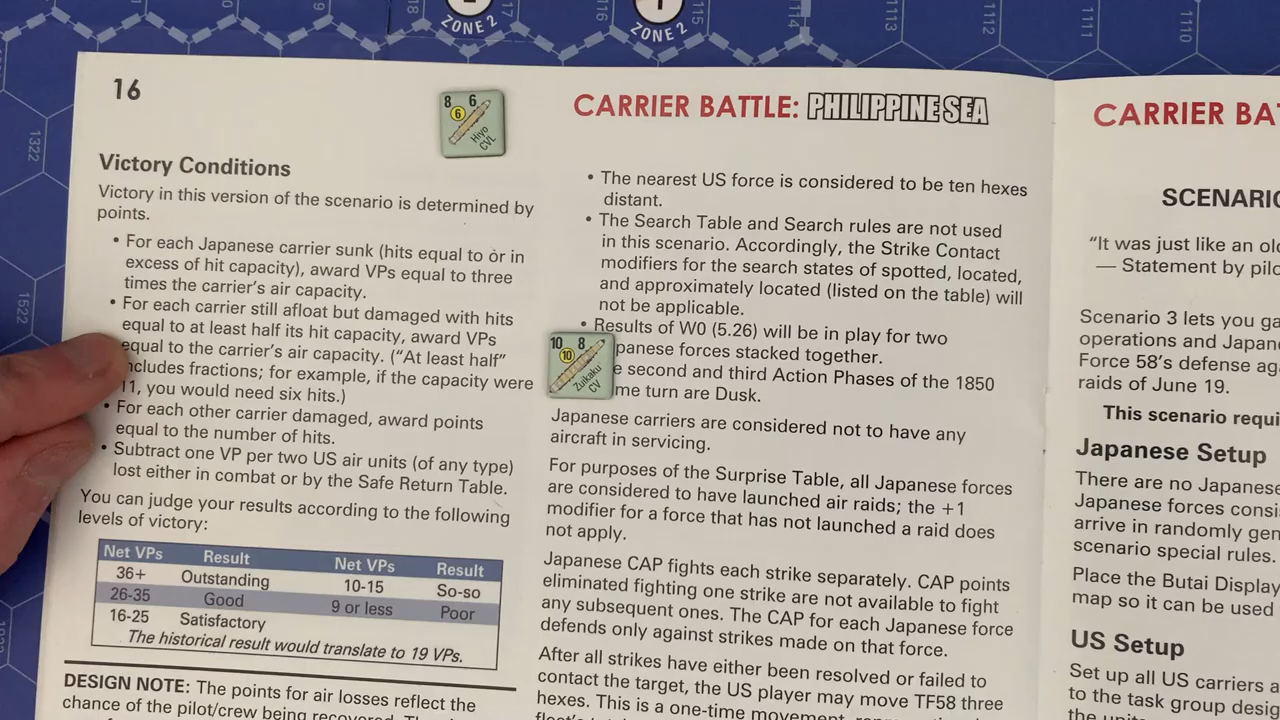 ZONE 2
ZONE 2
18
17
16
115
114
1113
1112
1111
1110
1322
1522
16
8 6
6
Hiyo
CVL
CARRIER BATTLE: PHILIPPINE SEA
Victory Conditions
Victory in this version of the scenario is determined by
points.
• For each Japanese carrier sunk (hits equal to or in
excess of hit capacity), award VPs equal to three
times the carrier's air capacity.
• For each carrier still afloat but damaged with hits
equal to at least half its hit capacity, award VPs
equal to the carrier's air capacity. ("At least half"
includes fractions; for example, if the capacity were
11, you would need six hits.)
• For each other carrier damaged, award points
equal to the number of hits.
• Subtract one VP per two US air units (of any type)
lost either in combat or by the Safe Return Table.
You can judge your results according to the following
levels of victory:
Net VPs Result Net VPs Result
36+ Outstanding 10-15 So-so
26-35 Good 9 or less Poor
16-25 Satisfactory
The historical result would translate to 19 VPs.
DESIGN NOTE: The points for air losses reflect the
chance of the pilot/crew being recovered.
• The nearest US force is considered to be ten hexes
distant.
• The Search Table and Search rules are not used
in this scenario. Accordingly, the Strike Contact
modifiers for the search states of spotted, located,
and approximately located (listed on the table) will
not be applicable.
• Results of W0 (5.26) will be in play for two
panese forces stacked together.
e second and third Action Phases of the 1850
me turn are Dusk.
10 8
10
Zuikaku
CV
Japanese carriers are considered not to have any
aircraft in servicing.
For purposes of the Surprise Table, all Japanese forces
are considered to have launched air raids; the +1
modifier for a force that has not launched a raid does
not apply.
Japanese CAP fights each strike separately. CAP points
eliminated fighting one strike are not available to fight
any subsequent ones. The CAP for each Japanese force
defends only against strikes made on that force.
After all strikes have either been resolved or failed to
contact the target, the US player may move TF58 three
hexes. This is a one-time movement,
CARRIER BA
SCENARIO
"It was just like an old
— Statement by pilo
Scenario 3 lets you ga
operations and Japan
Force 58's defense ag
raids of June 19.
This scenario requi
Japanese Setup
There are no Japanese
Japanese forces consi
arrive in randomly gen
scenario special rules.
Place the Butai Display
map so it can be used
US Setup
Set up all US carriers a
to the task group desig
the units